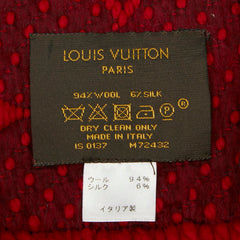 LOUIS VUITTON
PARIS
94% WOOL 6% SILK
DRY CLEAN ONLY
MADE IN ITALY
IS 0137 M72432
ウール 94%
シルク 6%
イタリア製